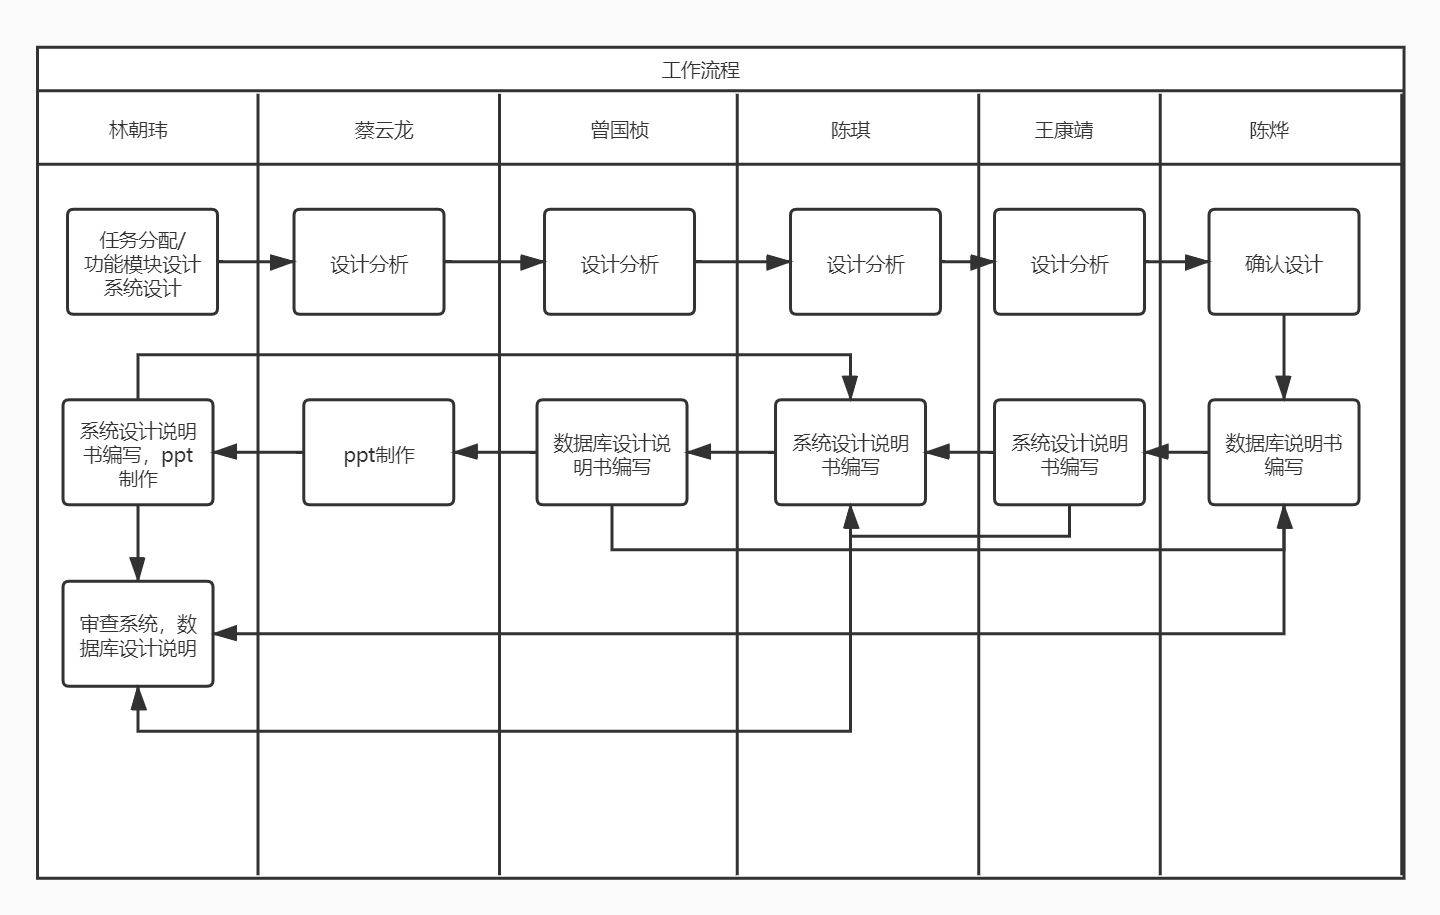 工作流程
林朝玮
蔡云龙
曾国桢
陈琪
王康靖
陈烨
任务分配/
功能模块设计
系统设计
设计分析
设计分析
设计分析
设计分析
确认设计
系统设计说明
书编写，ppt
制作
ppt制作
数据库设计说
明书编写
系统设计说明
书编写
系统设计说明
书编写
数据库说明书
编写
审查系统，数
据库设计说明